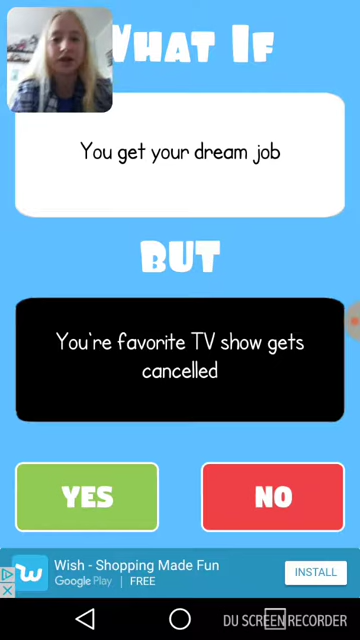 What If
You get your dream job
BUT
You're favorite TV show gets
cancelled
YES
NO
Wish - Shopping Made Fun
Google Play | FREE
INSTALL
DU SCREEN RECORDER